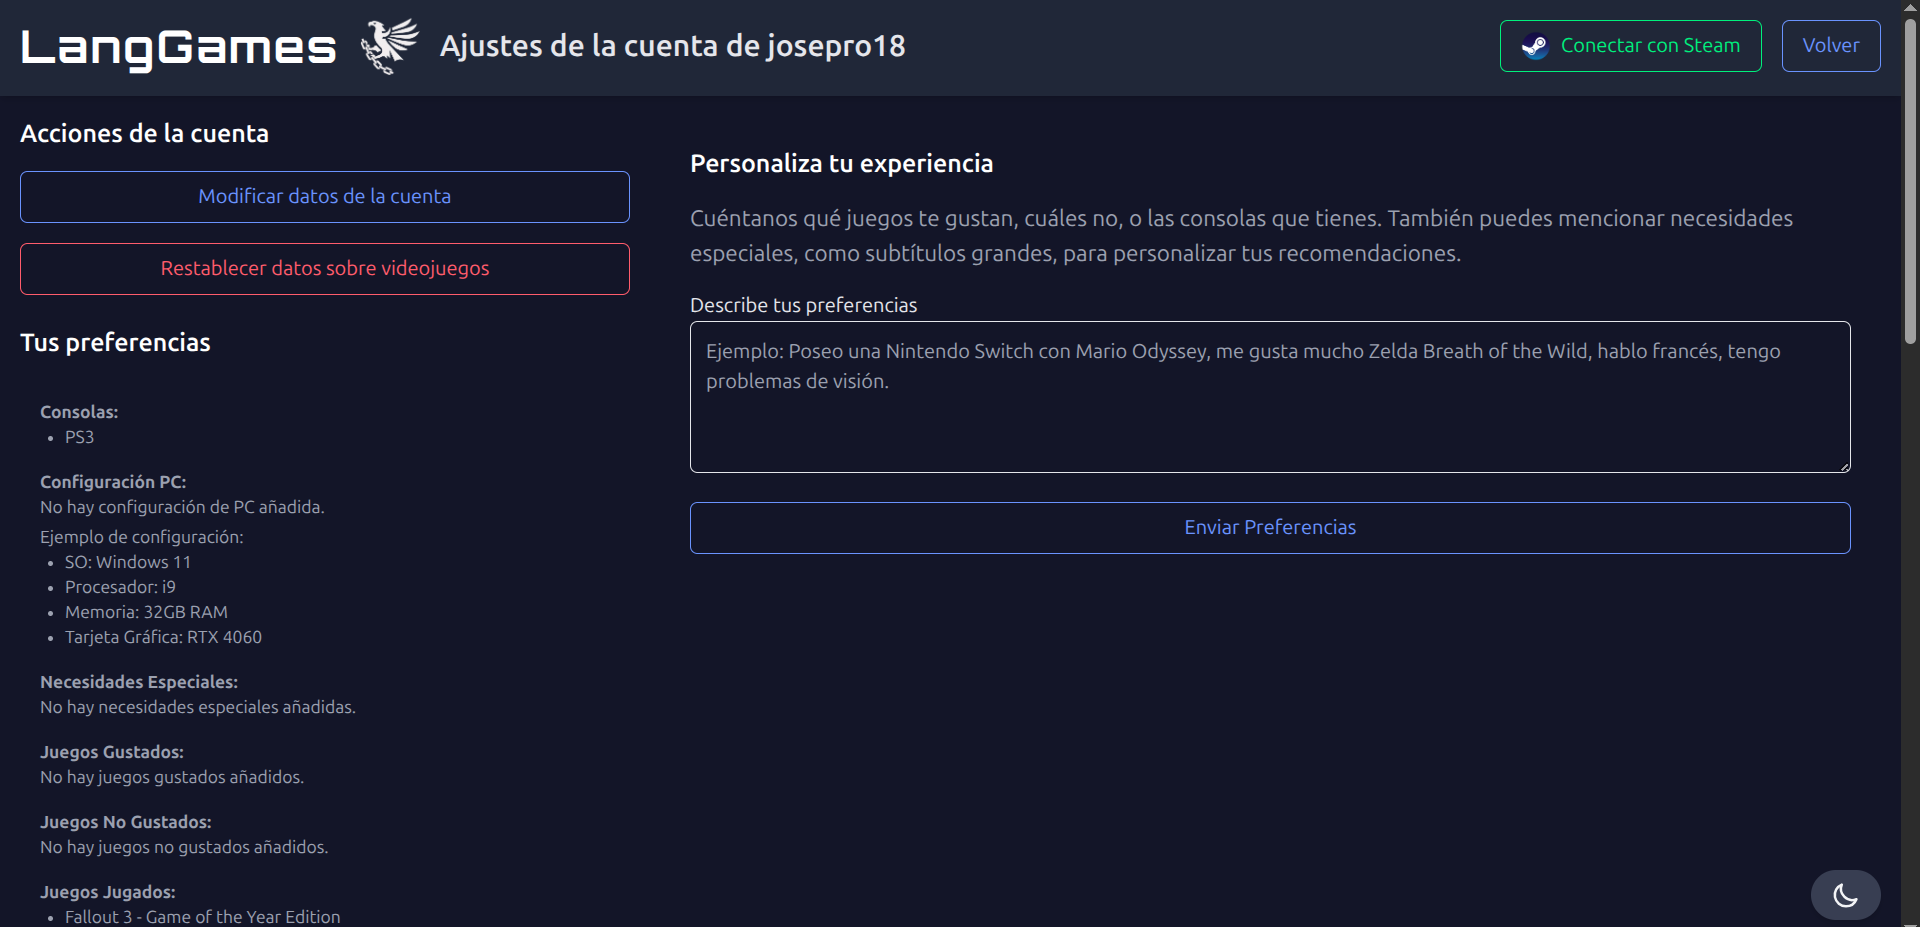 LangGames
Ajustes de la cuenta de josepro18
Conectar con Steam
Volver
Acciones de la cuenta
Modificar datos de la cuenta
Restablecer datos sobre videojuegos
Tus preferencias
Consolas:
• PS3
Configuración PC:
No hay configuración de PC añadida.
Ejemplo de configuración:
• SO: Windows 11
• Procesador: i9
• Memoria: 32GB RAM
• Tarjeta Gráfica: RTX 4060
Necesidades Especiales:
No hay necesidades especiales añadidas.
Juegos Gustados:
No hay juegos gustados añadidos.
Juegos No Gustados:
No hay juegos no gustados añadidos.
Juegos Jugados:
• Fallout 3 - Game of the Year Edition
Personaliza tu experiencia
Cuéntanos qué juegos te gustan, cuáles no, o las consolas que tienes. También puedes mencionar necesidades
especiales, como subtítulos grandes, para personalizar tus recomendaciones.
Describe tus preferencias
Ejemplo: Poseo una Nintendo Switch con Mario Odyssey, me gusta mucho Zelda Breath of the Wild, hablo francés, tengo
problemas de visión.
Enviar Preferencias